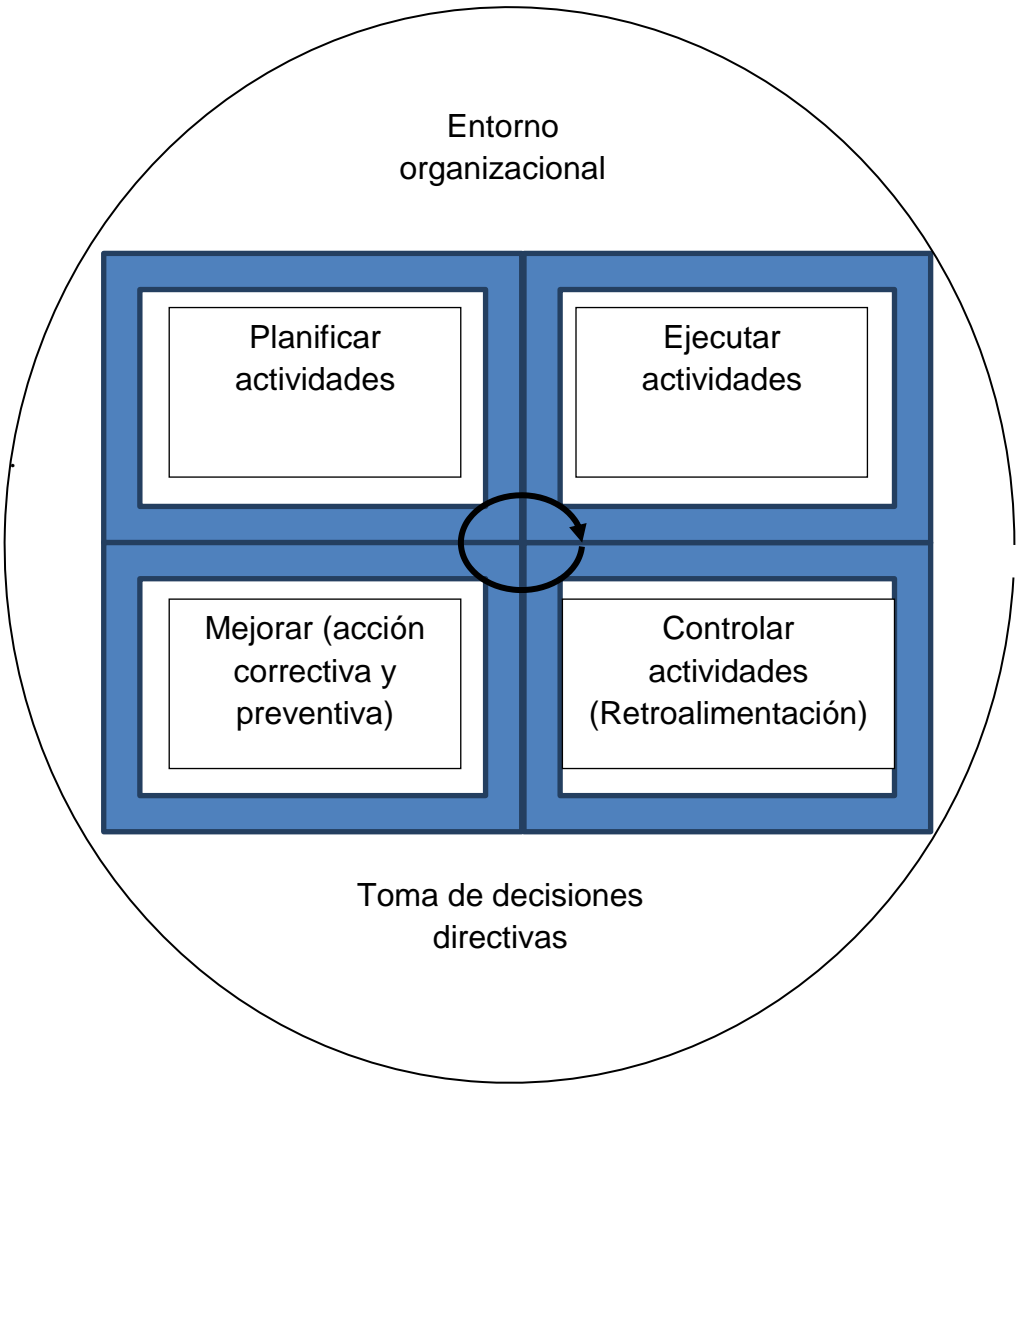 Entorno
organizacional
Planificar
actividades
Ejecutar
actividades
Mejorar (acción
correctiva y
preventiva)
Controlar
actividades
(Retroalimentación)
Toma de decisiones
directivas